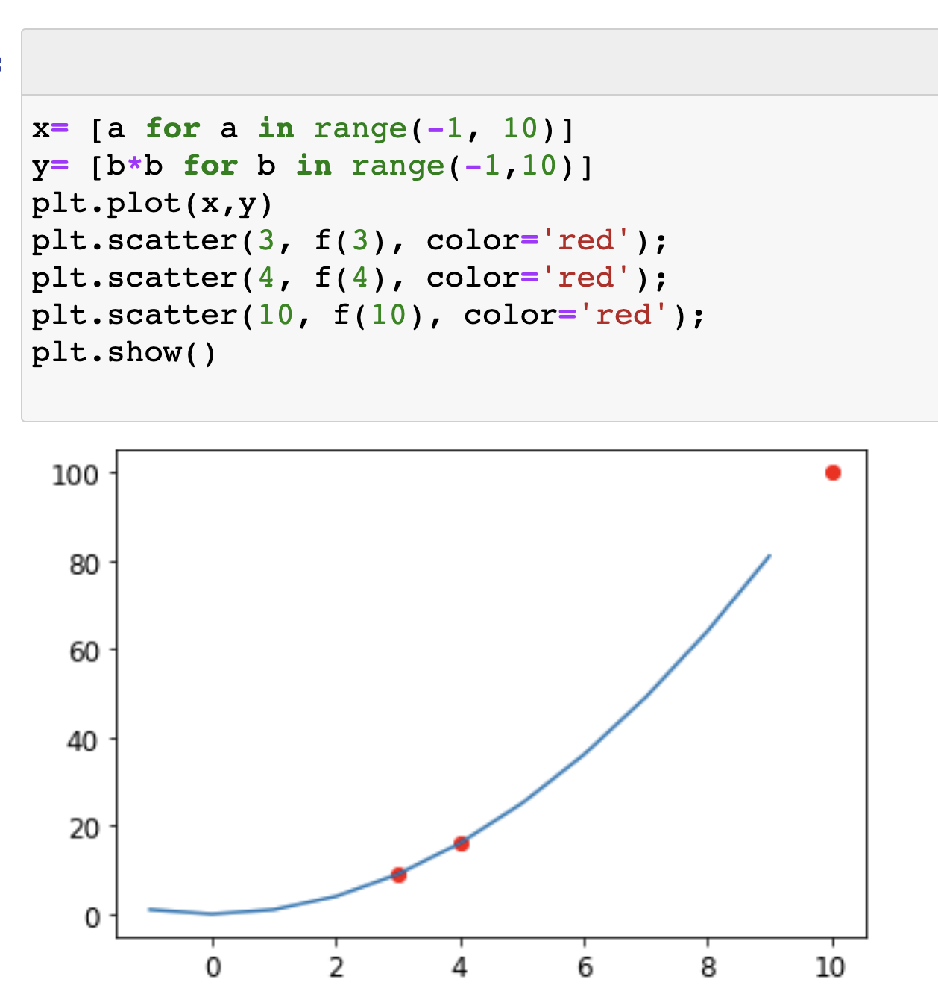 :
x= [a for a in range(-1, 10)]
y= [b*b for b in range(-1,10)]
plt.plot(x,y)
plt.scatter(3, f(3), color='red');
plt.scatter(4, f(4), color='red');
plt.scatter(10, f(10), color='red');
plt.show()
100
80
60
40
20
0
0 2 4 6 8 10